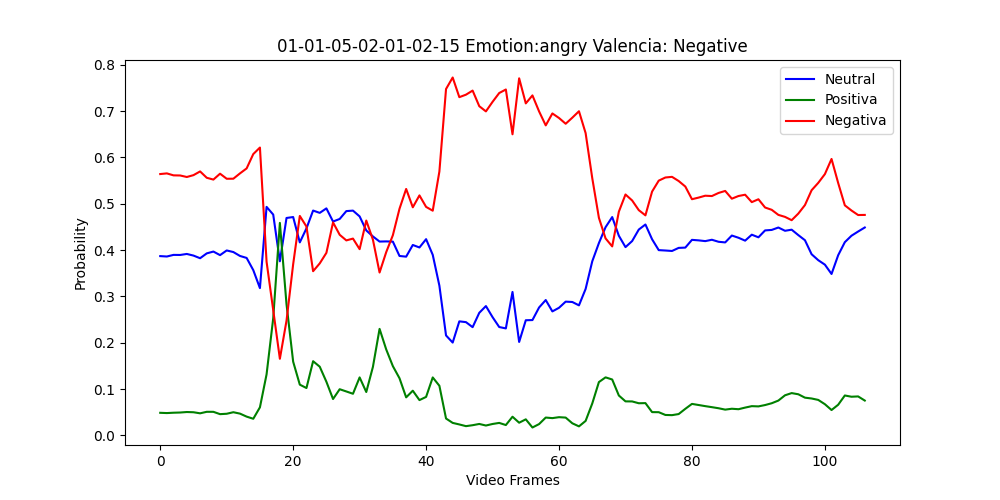 01-01-05-02-01-02-15 Emotion:angry Valencia: Negative
Neutral
Positiva
Negativa
Probability
0.8
0.7
0.6
0.5
0.4
0.3
0.2
0.1
0.0
0 20 40 60 80 100
Video Frames